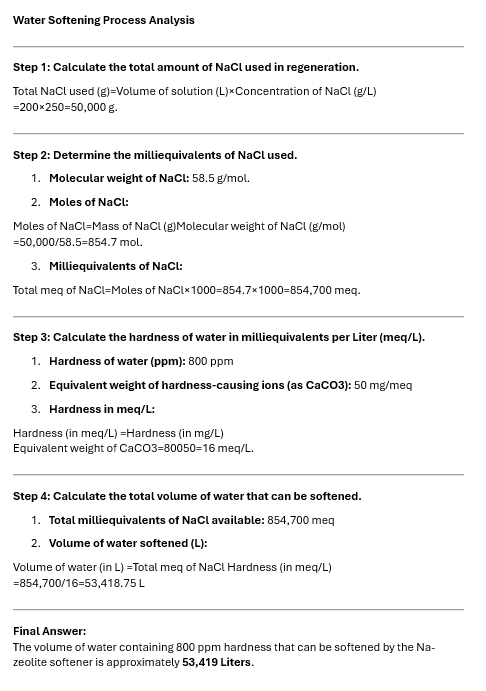 Water Softening Process Analysis
Step 1: Calculate the total amount of NaCl used in regeneration.
Total NaCl used (g)=Volume of solution (L)×Concentration of NaCl (g/L)
=200×250=50,000 g.
Step 2: Determine the milliequivalents of NaCl used.
1. Molecular weight of NaCl: 58.5 g/mol.
2. Moles of NaCl:
Moles of NaCl=Mass of NaCl (g)Molecular weight of NaCl (g/mol)
=50,000/58.5=854.7 mol.
3. Milliequivalents of NaCl:
Total meq of NaCl=Moles of NaCl×1000=854.7×1000=854,700 meq.
Step 3: Calculate the hardness of water in milliequivalents per Liter (meq/L).
1. Hardness of water (ppm): 800 ppm
2. Equivalent weight of hardness-causing ions (as CaCO3): 50 mg/meq
3. Hardness in meq/L:
Hardness (in meq/L) =Hardness (in mg/L)
Equivalent weight of CaCO3=80050=16 meq/L.
Step 4: Calculate the total volume of water that can be softened.
1. Total milliequivalents of NaCl available: 854,700 meq
2. Volume of water softened (L):
Volume of water (in L) =Total meq of NaCl Hardness (in meq/L)
=854,700/16=53,418.75 L
Final Answer:
The volume of water containing 800 ppm hardness that can be softened by the Na-
zeolite softener is approximately 53,419 Liters.